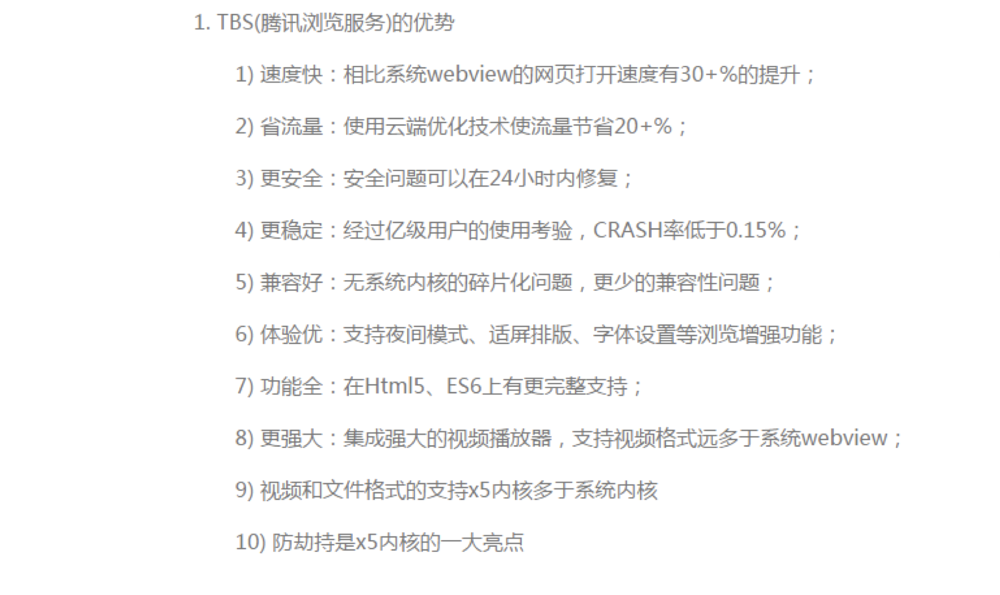 1. TBS(腾讯浏览服务)的优势
1) 速度快：相比系统webview的网页打开速度有30+%的提升；
2) 省流量：使用云端优化技术使流量节省20+%；
3) 更安全：安全问题可以在24小时内修复；
4) 更稳定：经过亿级用户的使用考验，CRASH率低于0.15%；
5) 兼容好：无系统内核的碎片化问题，更少的兼容性问题；
6) 体验优：支持夜间模式、适屏排版、字体设置等浏览增强功能；
7) 功能全：在Html5、ES6上有更完整支持；
8) 更强大：集成强大的视频播放器，支持视频格式远多于系统webview；
9) 视频和文件格式的支持x5内核多于系统内核
10) 防劫持是x5内核的一大亮点